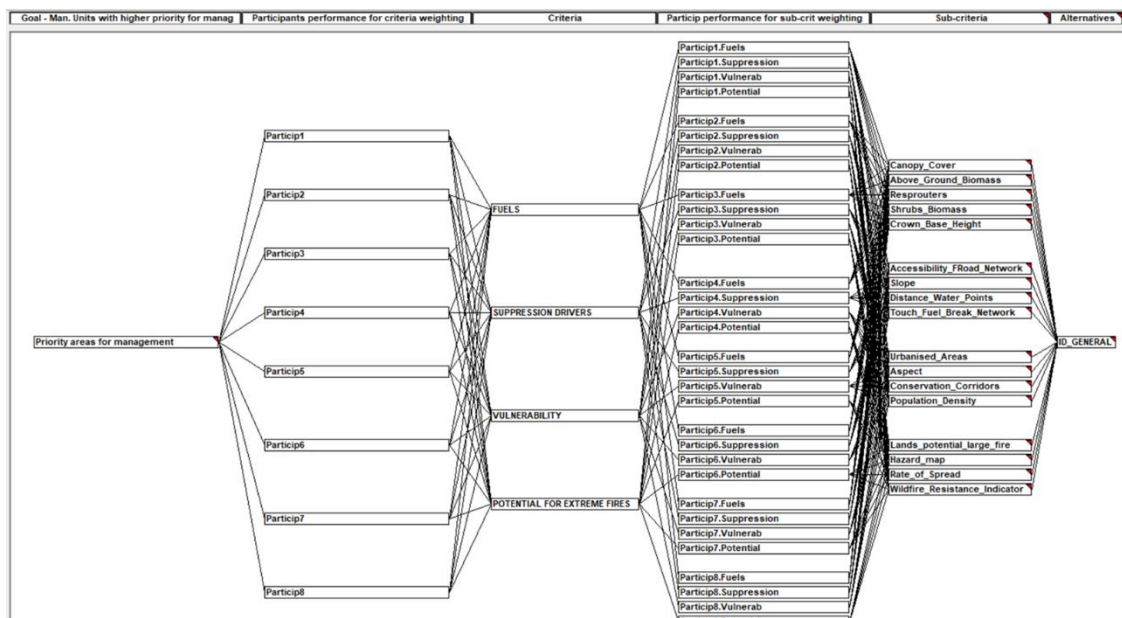 Goal - Man. Units with higher priority for manag
Participants performance for criteria weighting
Criteria
Particip performance for sub-crit weighting
Sub-criteria
Alternatives
Priority areas for management
Particip1
Particip2
Particip3
Particip4
Particip5
Particip6
Particip7
Particip8
FUELS
SUPPRESSION DRIVERS
VULNERABILITY
POTENTIAL FOR EXTREME FIRES
Particip1.Fuels
Particip1.Suppression
Particip1.Vulnerab
Particip1.Potential
Particip2.Fuels
Particip2.Suppression
Particip2.Vulnerab
Particip2.Potential
Particip3.Fuels
Particip3.Suppression
Particip3.Vulnerab
Particip3.Potential
Particip4.Fuels
Particip4.Suppression
Particip4.Vulnerab
Particip4.Potential
Particip5.Fuels
Particip5.Suppression
Particip5.Vulnerab
Particip5.Potential
Particip6.Fuels
Particip6.Suppression
Particip6.Vulnerab
Particip6.Potential
Particip7.Fuels
Particip7.Suppression
Particip7.Vulnerab
Particip7.Potential
Particip8.Fuels
Particip8.Suppression
Particip8.Vulnerab
Canopy_Cover
Above_Ground_Biomass
Resprouters
Shrubs_Biomass
Crown_Base_Height
Accessibility_FRoad_Network
Slope
Distance_Water_Points
Touch_Fuel_Break_Network
Urbanised_Areas
Aspect
Conservation_Corridors
Population_Density
Lands_potential_large_fire
Hazard_map
Rate_of_Spread
Wildfire_Resistance_Indicator
ID_GENERAL